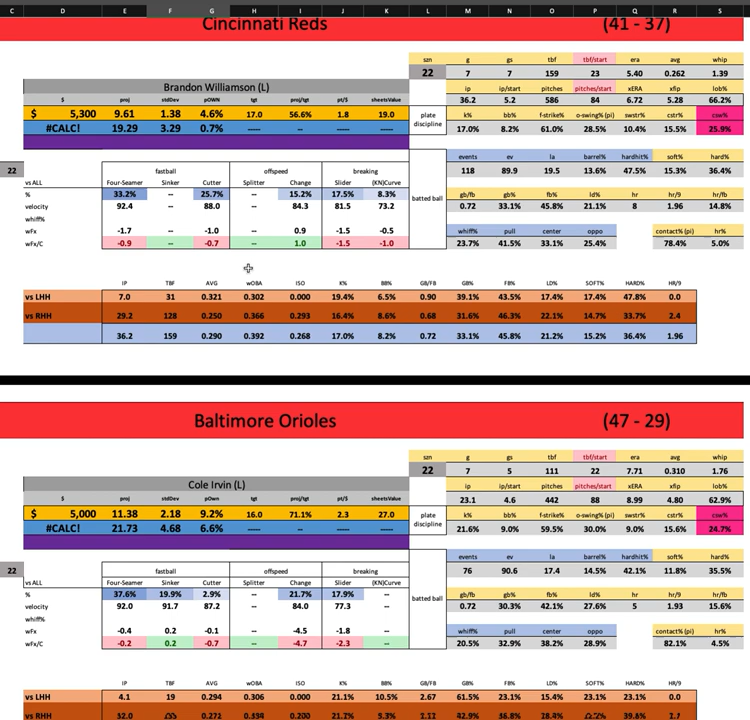 C D E F G H I J K L M N O P Q R S
Cincinnati Reds (41 - 37)
szn g gs tbf tbf/start era avg whip
22 7 7 159 23 5.40 0.262 1.39
Brandon Williamson (L) ip ip/start pitches pitches/start xERA xfip lob%
$ proj stdDev pOWN tgt proj/tgt pt/$ sheetsValue 36.2 5.2 586 84 6.72 5.28 66.2%
$ 5,300 9.61 1.38 4.6% 17.0 56.6% 1.8 19.0 plate discipline k% bb% f-strike% o-swing% (pi) swstr% cstr% csw%
#CALC! 19.29 3.29 0.7% ---- -- ---- ---- 17.0% 8.2% 61.0% 28.5% 10.4% 15.5% 25.9%
events ev la barrel% hardhit% soft% hard%
22 fastball offspeed breaking 118 89.9 19.5 13.6% 47.5% 15.3% 36.4%
vs ALL Four-Seamer Sinker Cutter Splitter Change Slider (KN)Curve
% 33.2% -- 25.7% -- 15.2% 17.5% 8.3% batted ball gb/fb gb% fb% ld% hr hr/9 hr/fb
velocity 92.4 -- 88.0 -- 84.3 81.5 73.2 0.72 33.1% 45.8% 21.1% 8 1.96 14.8%
whiff%
wFx -1.7 -- -1.0 -- 0.9 -1.5 -0.5 whiff% pull center oppo contact% (pi) hr%
wFx/C -0.9 -- -0.7 -- 1.0 -1.5 -1.0 23.7% 41.5% 33.1% 25.4% 78.4% 5.0%
IP TBF AVG wOBA ISO K% BB% GB/FB GB% FB% LD% SOFT% HARD% HR/9
vs LHH 7.0 31 0.321 0.302 0.000 19.4% 6.5% 0.90 39.1% 43.5% 17.4% 17.4% 47.8% 0.0
vs RHH 29.2 128 0.250 0.366 0.293 16.4% 8.6% 0.68 31.6% 46.3% 22.1% 14.7% 33.7% 2.4
36.2 159 0.290 0.392 0.268 17.0% 8.2% 0.72 33.1% 45.8% 21.2% 15.2% 36.4% 1.96
Baltimore Orioles (47 - 29)
szn g gs tbf tbf/start era avg whip
22 7 5 111 22 7.71 0.310 1.76
Cole Irvin (L) ip ip/start pitches pitches/start xERA xfip lob%
$ proj stdDev pOwn tgt proj/tgt pt/$ sheetsValue 23.1 4.6 442 88 8.99 4.80 62.9%
$ 5,000 11.38 2.18 9.2% 16.0 71.1% 2.3 27.0 plate discipline k% bb% f-strike% o-swing% (pi) swstr% cstr% csw%
#CALC! 21.73 4.68 6.6% ---- -- ---- ---- 21.6% 9.0% 59.5% 30.0% 9.0% 15.6% 24.7%
events ev la barrel% hardhit% soft% hard%
22 fastball offspeed breaking 76 90.6 17.4 14.5% 42.1% 11.8% 35.5%
vs ALL Four-Seamer Sinker Cutter Splitter Change Slider (KN)Curve
% 37.6% 19.9% 2.9% -- 21.7% 17.9% -- batted ball gb/fb gb% fb% ld% hr hr/9 hr/fb
velocity 92.0 91.7 87.2 -- 84.0 77.3 -- 0.72 30.3% 42.1% 27.6% 5 1.93 15.6%
whiff%
wFx -0.4 0.2 -0.1 -- -4.5 -1.8 -- whiff% pull center oppo contact% (pi) hr%
wFx/C -0.2 0.2 -0.7 -- -4.7 -2.3 -- 20.5% 32.9% 38.2% 28.9% 82.1% 4.5%
IP TBF AVG wOBA ISO K% BB% GB/FB GB% FB% LD% SOFT% HARD% HR/9
vs LHH 4.1 19 0.294 0.306 0.000 21.1% 10.5% 2.67 61.5% 23.1% 15.4% 23.1% 23.1% 0.0
vs RHH 0.272 0.200 42.9% 28.4%